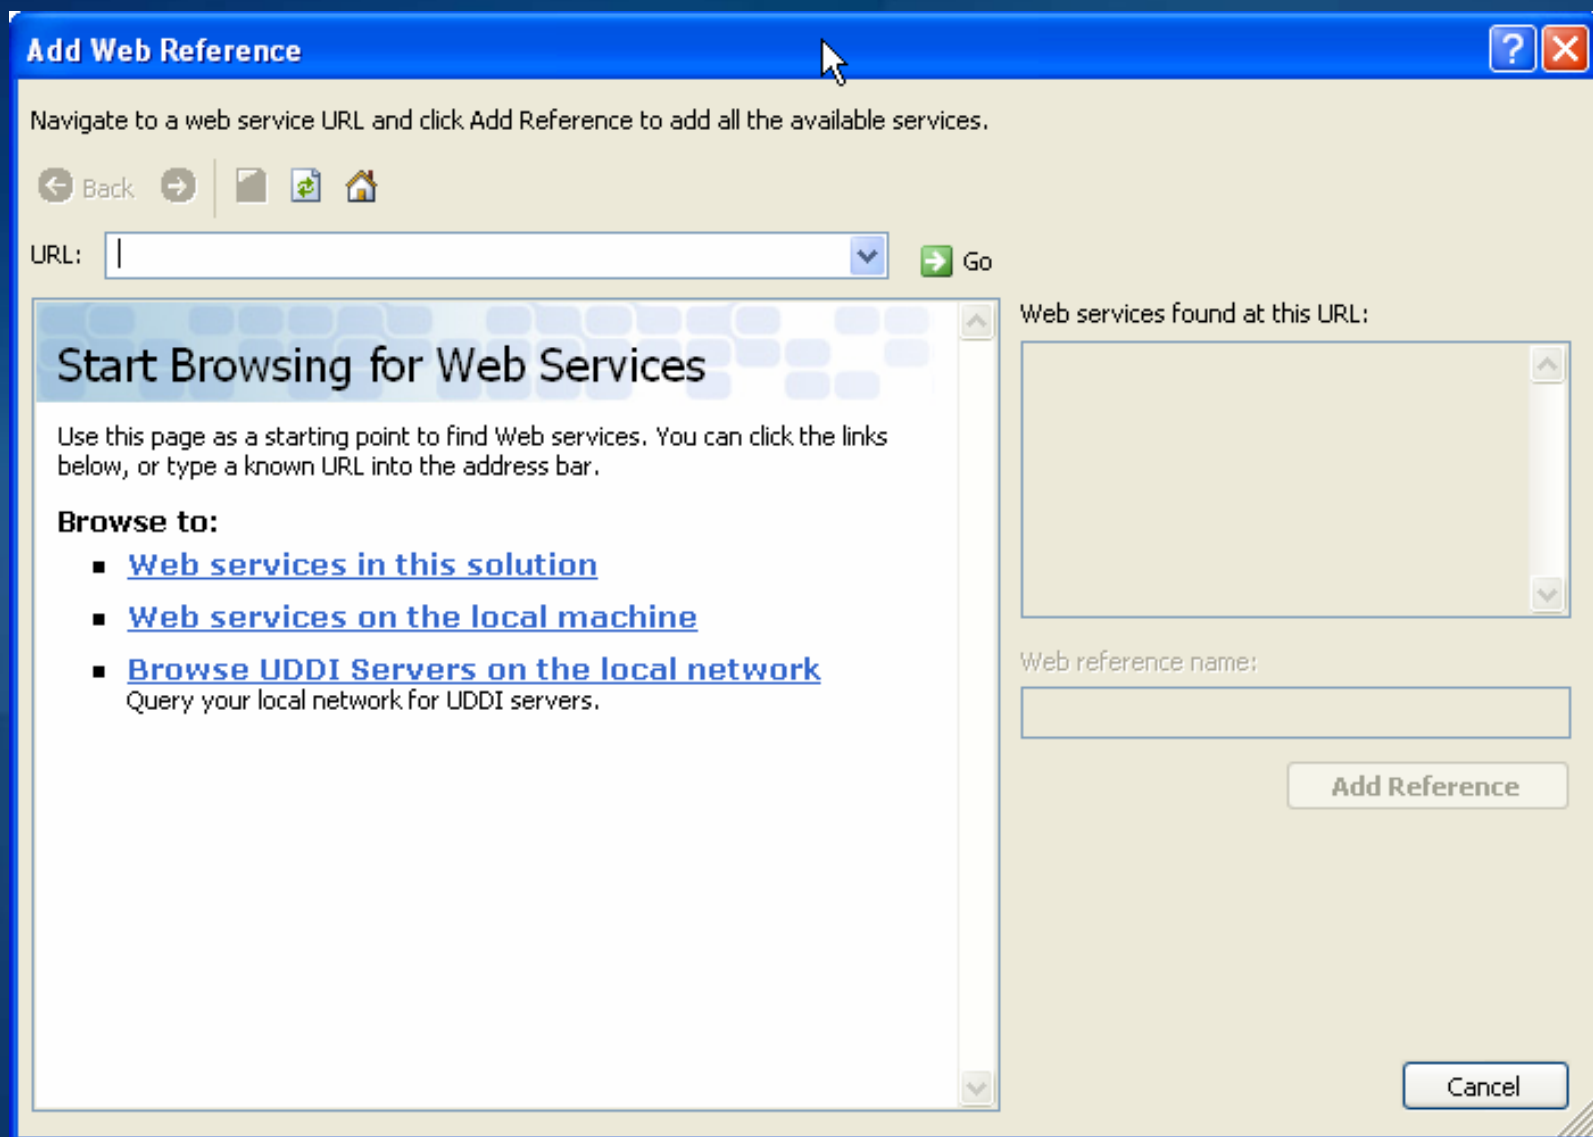 Add Web Reference
Navigate to a web service URL and click Add Reference to add all the available services.
Back
URL:
Go
Start Browsing for Web Services
Use this page as a starting point to find Web services. You can click the links
below, or type a known URL into the address bar.
Browse to:
Web services in this solution
Web services on the local machine
Browse UDDI Servers on the local network
Query your local network for UDDI servers.
Web services found at this URL:
Web reference name:
Add Reference
Cancel